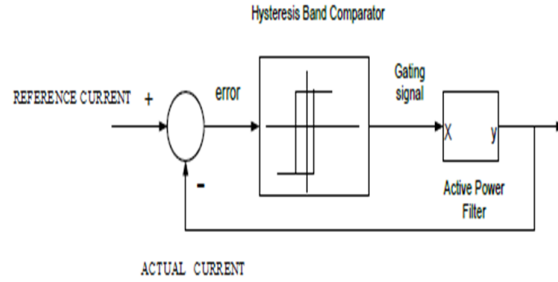 Hysteresis Band Comparator
REFERENCE CURRENT
+
error
Gating
signal
X
y
-
Active Power
Filter
ACTUAL CURRENT